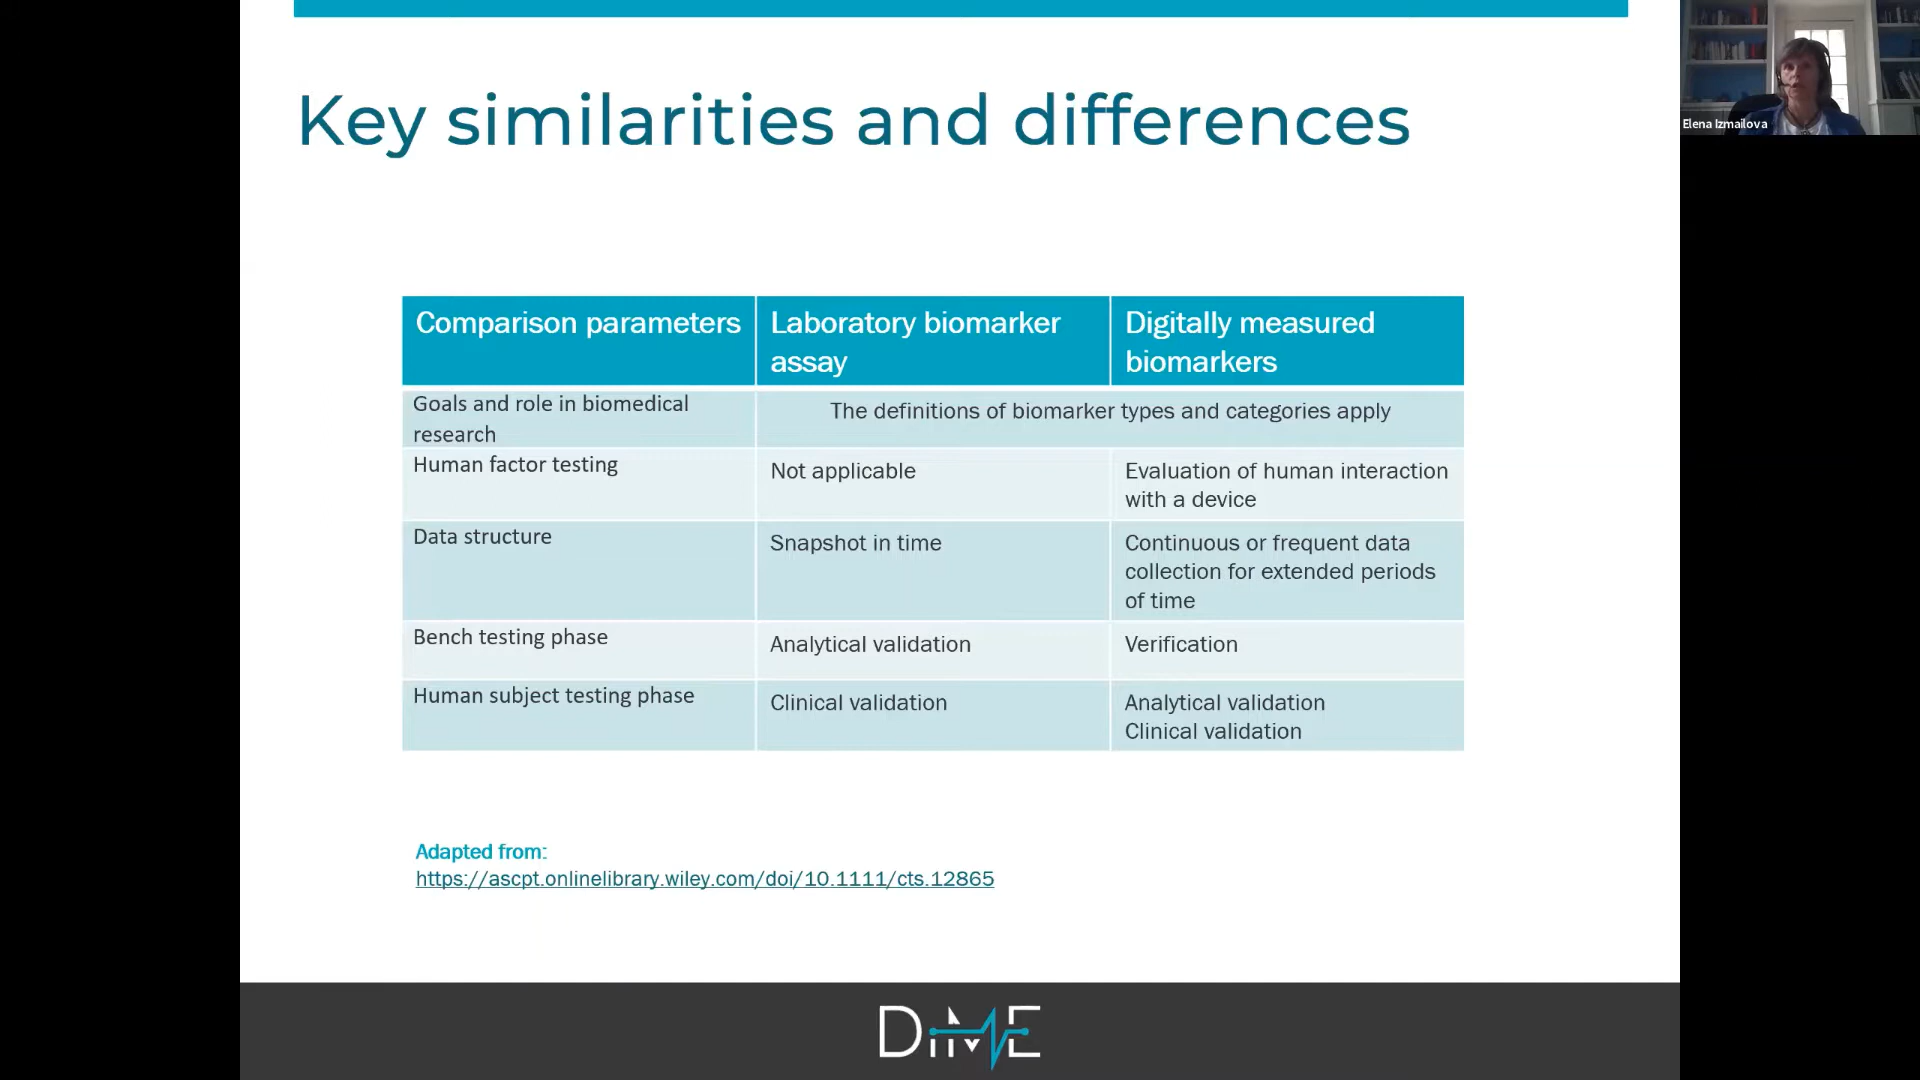 Key similarities and differences
Elena Izmailova
Comparison parameters
Laboratory biomarker
assay
Digitally measured
biomarkers
Goals and role in biomedical
research
The definitions of biomarker types and categories apply
Human factor testing
Not applicable
Evaluation of human interaction
with a device
Data structure
Snapshot in time
Continuous or frequent data
collection for extended periods
of time
Bench testing phase
Analytical validation
Verification
Human subject testing phase
Clinical validation
Analytical validation
Clinical validation
Adapted from:
https://ascpt.onlinelibrary.wiley.com/doi/10.1111/cts.12865
DiME